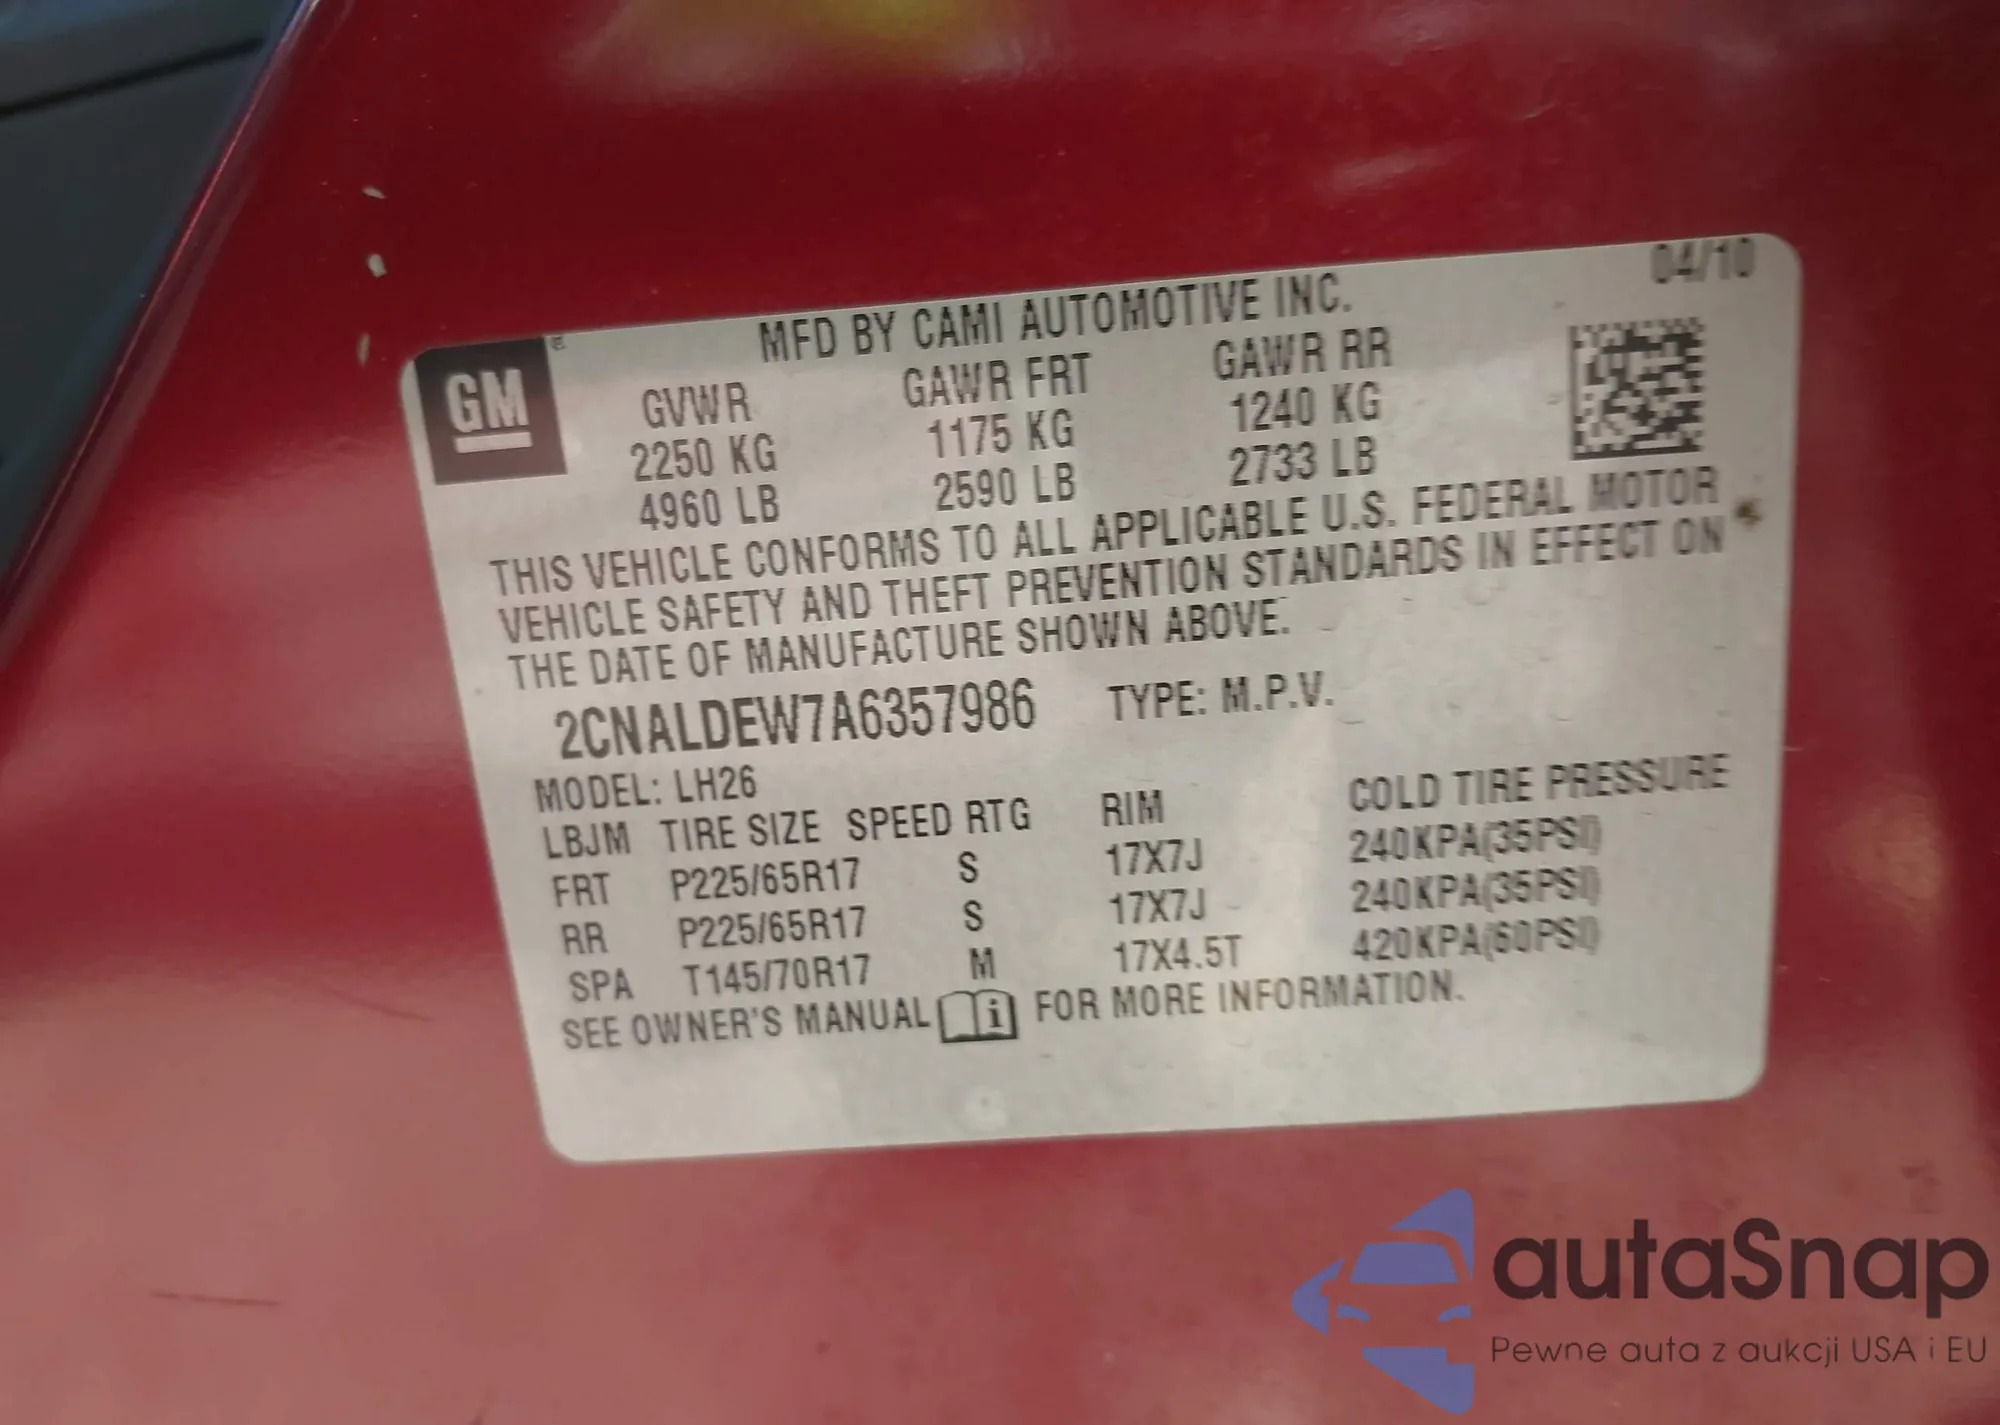 04/10
MFD BY CAMI AUTOMOTIVE INC.
GM
GVWR GAWR FRT GAWR RR
2250 KG 1175 KG 1240 KG
4960 LB 2590 LB 2733 LB
THIS VEHICLE CONFORMS TO ALL APPLICABLE U.S. FEDERAL MOTOR
VEHICLE SAFETY AND THEFT PREVENTION STANDARDS IN EFFECT ON
THE DATE OF MANUFACTURE SHOWN ABOVE.
2CNALDEW7A6357986 TYPE: M.P.V.
MODEL: LH26
LBJM TIRE SIZE SPEED RTG RIM COLD TIRE PRESSURE
FRT P225/65R17 S 17X7J 240KPA(35PSI)
RR P225/65R17 S 17X7J 240KPA(35PSI)
SPA T145/70R17 M 17X4.5T 420KPA(60PSI)
SEE OWNER'S MANUAL i FOR MORE INFORMATION.
autaSnap
Pewne auta z aukcji USA i EU